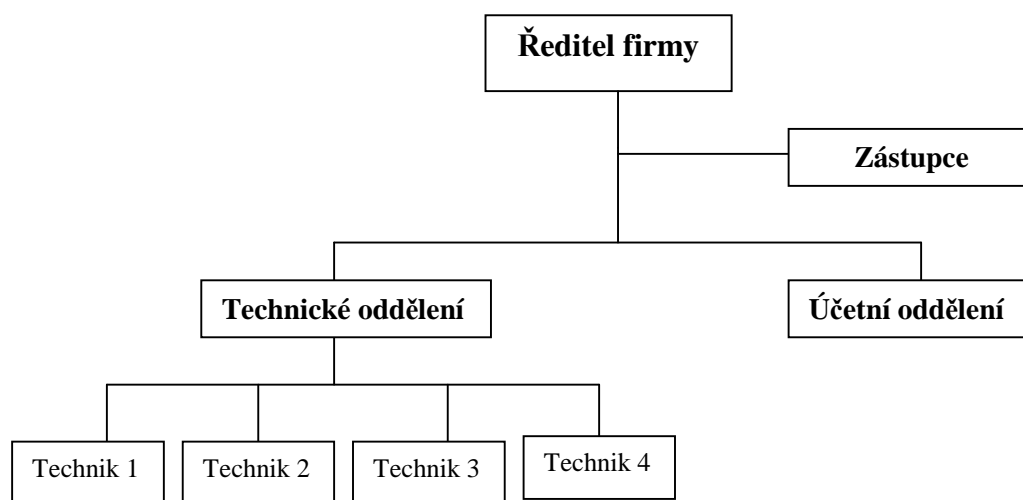 Ředitel firmy
Zástupce
Technické oddělení
Účetní oddělení
Technik 1
Technik 2
Technik 3
Technik 4